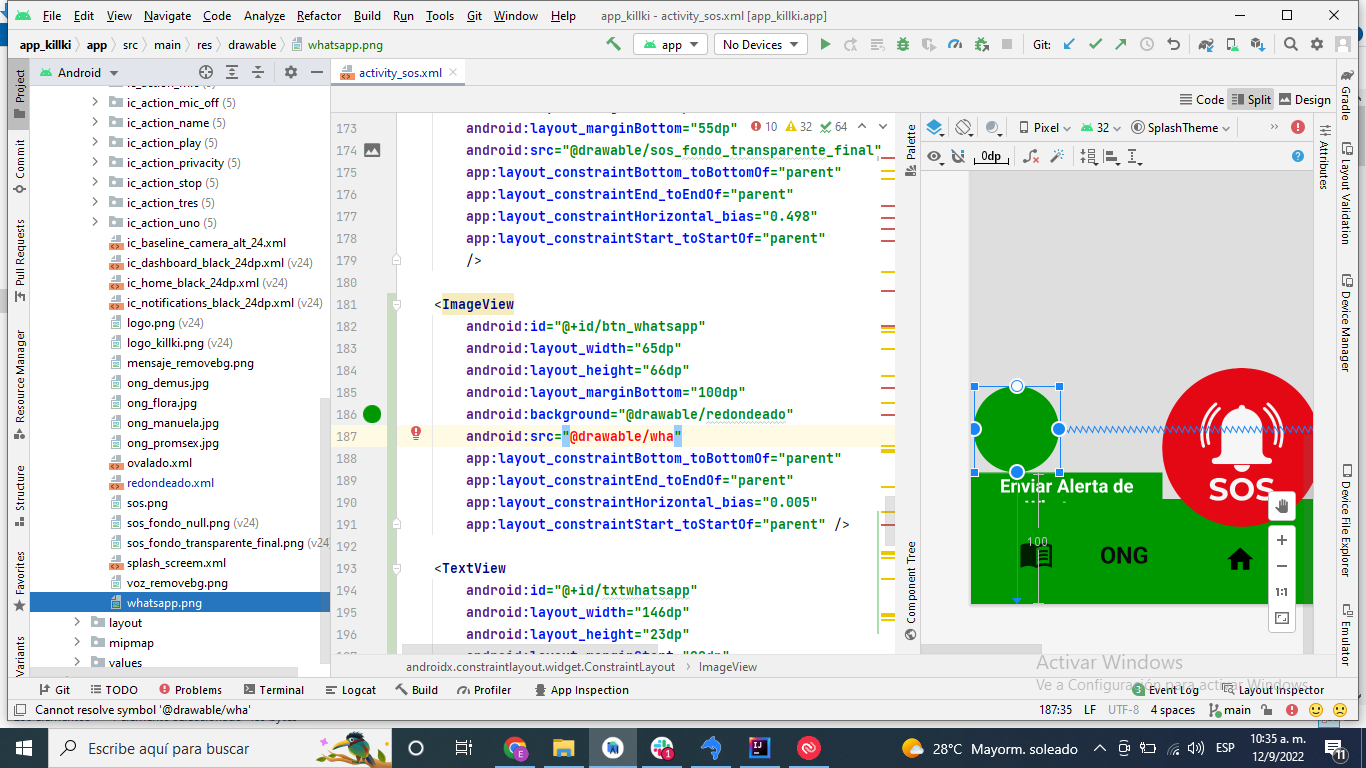 File Edit View Navigate Code Analyze Refactor Build Run Tools Git Window Help app_killki - activity_sos.xml [app_killki.app]
app_killki app src main res drawable whatsapp.png app No Devices Git:
Android activity_sos.xml
Code Split Design
Project
Commit
Pull Requests
Resource Manager
Structure
Favorites
Variants
ic_action_mic_off (5)
ic_action_name (5)
ic_action_play (5)
ic_action_privacity (5)
ic_action_stop (5)
ic_action_tres (5)
ic_action_uno (5)
ic_baseline_camera_alt_24.xml
ic_dashboard_black_24dp.xml (v24)
ic_home_black_24dp.xml (v24)
ic_notifications_black_24dp.xml (v24)
logo.png (v24)
logo_killki.png (v24)
mensaje_removebg.png
ong_demus.jpg
ong_flora.jpg
ong_manuela.jpg
ong_promsex.jpg
ovalado.xml
redondeado.xml
sos.png
sos_fondo_null.png (v24)
sos_fondo_transparente_final.png (v24
splash_screem.xml
voz_removebg.png
whatsapp.png
layout
mipmap
values
10 32 64
173 android:layout_marginBottom="55dp"
174 android:src="@drawable/sos_fondo_transparente_final"
175 app:layout_constraintBottom_toBottomOf="parent"
176 app:layout_constraintEnd_toEndOf="parent"
177 app:layout_constraintHorizontal_bias="0.498"
178 app:layout_constraintStart_toStartOf="parent"
179 />
180
181 <ImageView
182 android:id="@+id/btn_whatsapp"
183 android:layout_width="65dp"
184 android:layout_height="66dp"
185 android:layout_marginBottom="100dp"
186 android:background="@drawable/redondeado"
187 android:src="@drawable/wha"
188 app:layout_constraintBottom_toBottomOf="parent"
189 app:layout_constraintEnd_toEndOf="parent"
190 app:layout_constraintHorizontal_bias="0.005"
191 app:layout_constraintStart_toStartOf="parent" />
192
193 <TextView
194 android:id="@+id/txtwhatsapp"
195 android:layout_width="146dp"
196 android:layout_height="23dp"
androidx.constraintlayout.widget.ConstraintLayout ImageView
Palette
Component Tree
Pixel 32 SplashTheme
0dp
Enviar Alerta de
SOS
100
ONG
1:1
Attributes
Gradle
Layout Validation
Device Manager
Device File Explorer
Emulator
Activar Windows
Ve a Configuración para activar Windows.
Git TODO Problems Terminal Logcat Build Profiler App Inspection 3 Event Log Layout Inspector
Cannot resolve symbol '@drawable/wha' 187:35 LF UTF-8 4 spaces main
Escribe aquí para buscar
28°C Mayorm. soleado ESP
10:35 a. m.
12/9/2022
11